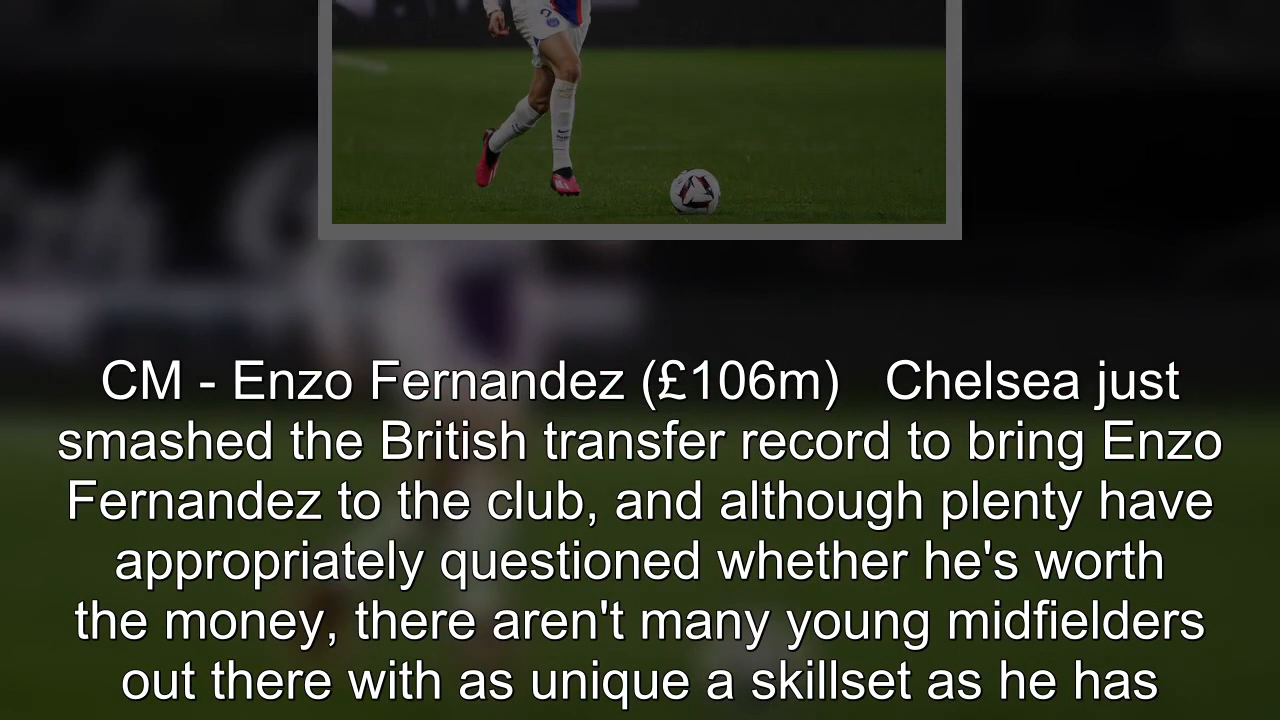 CM - Enzo Fernandez (£106m)   Chelsea just
smashed the British transfer record to bring Enzo
Fernandez to the club, and although plenty have
appropriately questioned whether he's worth
the money, there aren't many young midfielders
out there with as unique a skillset as he has